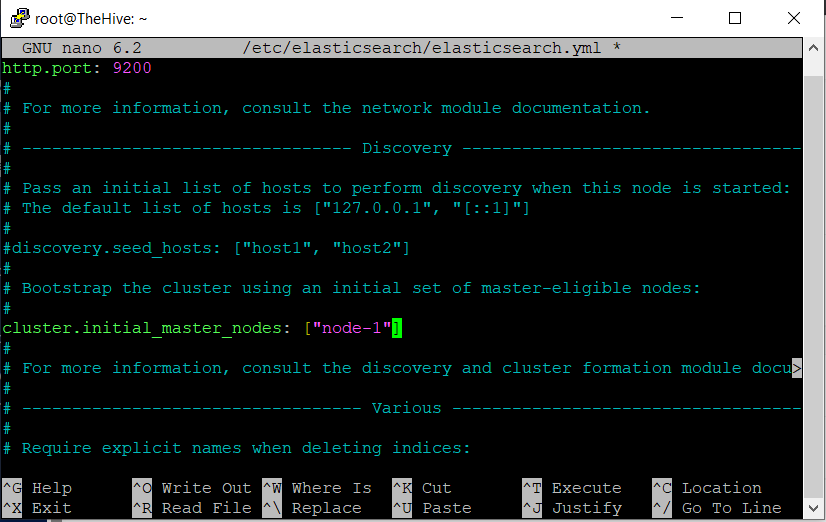 root@TheHive: ~
GNU nano 6.2 /etc/elasticsearch/elasticsearch.yml *
http.port: 9200
#
# For more information, consult the network module documentation.
#
# --------------------------------- Discovery ----------------------------------
#
# Pass an initial list of hosts to perform discovery when this node is started:
# The default list of hosts is ["127.0.0.1", "[::1]"]
#
#discovery.seed_hosts: ["host1", "host2"]
#
# Bootstrap the cluster using an initial set of master-eligible nodes:
#
cluster.initial_master_nodes: ["node-1"]
#
# For more information, consult the discovery and cluster formation module docu>
#
# ---------------------------------- Various -----------------------------------
#
# Require explicit names when deleting indices:
^G Help ^O Write Out ^W Where Is ^K Cut ^T Execute ^C Location
^X Exit ^R Read File ^\ Replace ^U Paste ^J Justify ^/ Go To Line